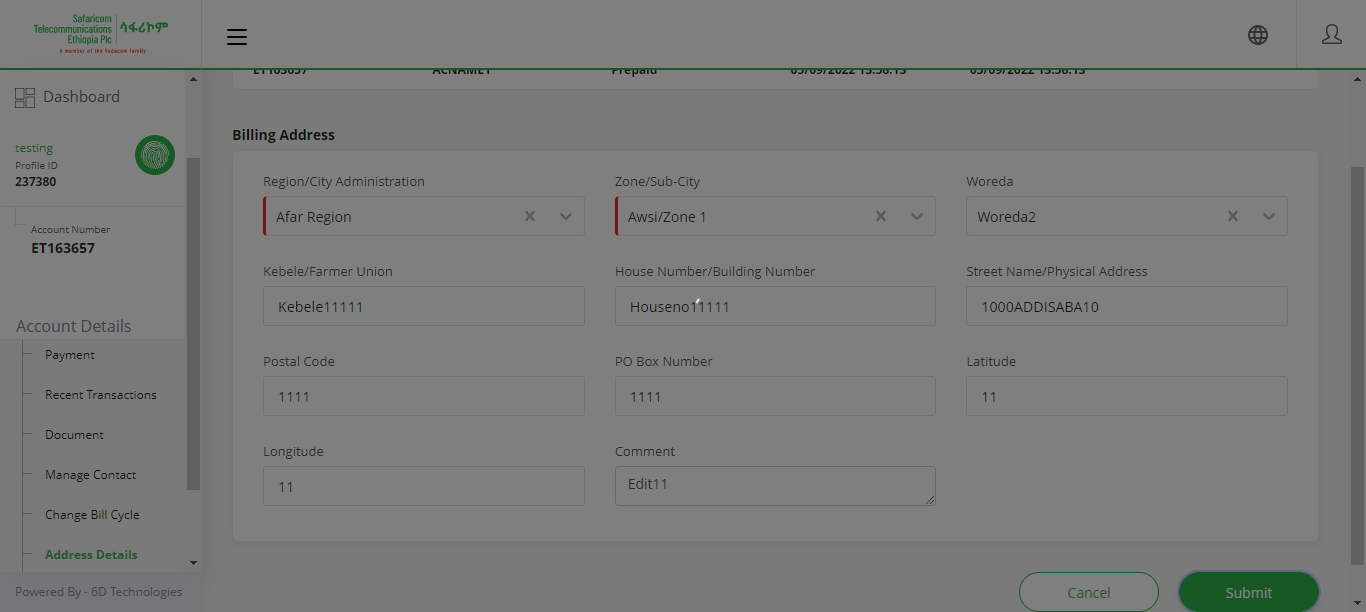 Safaricom
Telecommunications
Ethiopia Plc
ሳፋሪኮም
A member of the Vodacom family
ET163657 ACNAME1 Prepaid 05/09/2022 13:58:13 05/09/2022 13:58:13
Dashboard
testing
Profile ID
237380
Account Number
ET163657
Account Details
Payment
Recent Transactions
Document
Manage Contact
Change Bill Cycle
Address Details
Powered By - 6D Technologies
Billing Address
Region/City Administration Zone/Sub-City Woreda
Afar Region Awsi/Zone 1 Woreda2
Kebele/Farmer Union House Number/Building Number Street Name/Physical Address
Kebele11111 Houseno11111 1000ADDISABA10
Postal Code PO Box Number Latitude
1111 1111 11
Longitude Comment
11 Edit11
Cancel Submit